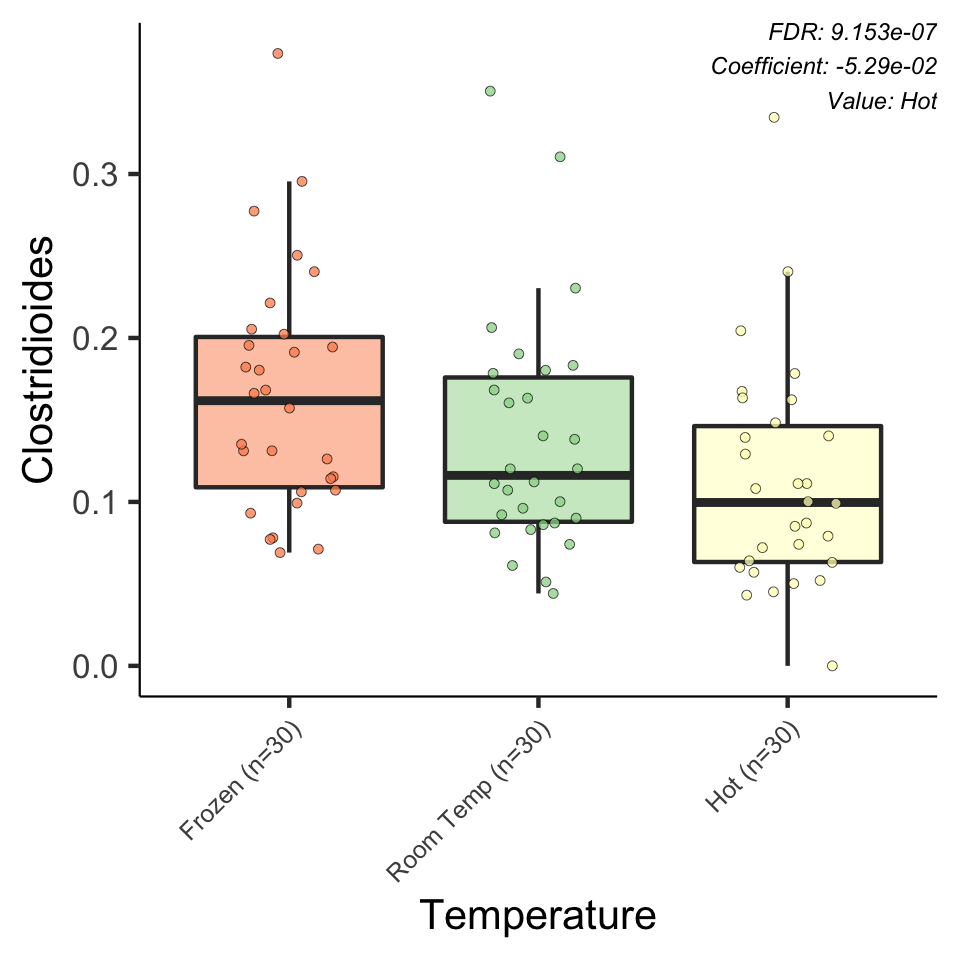 FDR: 9.153e-07
Coefficient: -5.29e-02
Value: Hot
Clostridioides
0.3
0.2
0.1
0.0
Frozen (n=30)
Room Temp (n=30)
Hot (n=30)
Temperature